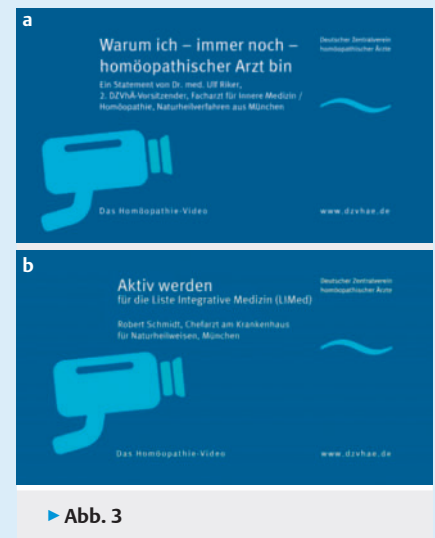 a
Warum ich – immer noch –
homöopathischer Arzt bin
Ein Statement von Dr. med. Ulf Riker,
2. DZVhÄ-Vorsitzender, Facharzt für Innere Medizin /
Homöopathie, Naturheilverfahren aus München
Deutscher Zentralverein
homöopathischer Ärzte
Das Homöopathie-Video
www.dzvhae.de
b
Aktiv werden
für die Liste Integrative Medizin (LIMed)
Robert Schmidt, Chefarzt am Krankenhaus
für Naturheilweisen, München
Deutscher Zentralverein
homöopathischer Ärzte
Das Homöopathie-Video
www.dzvhae.de
► Abb. 3